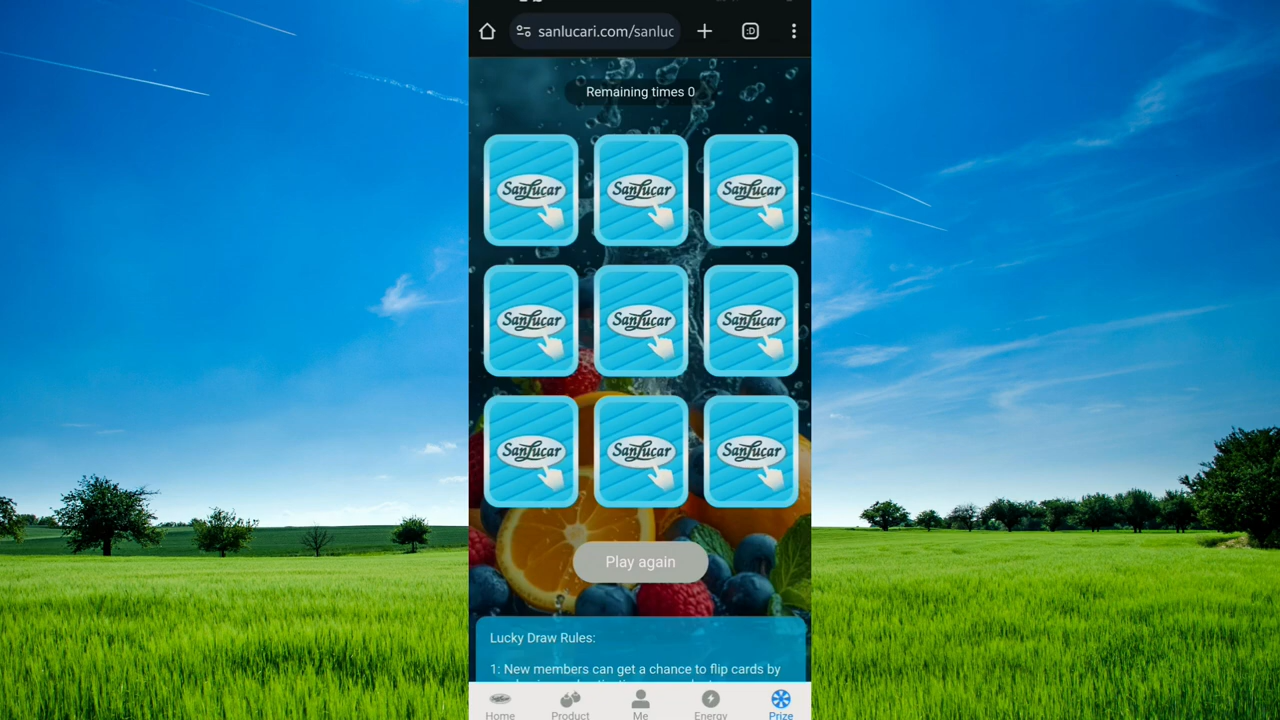 sanlucari.com/sanluc
:D
Remaining times 0
SanLucar
SanLucar
SanLucar
SanLucar
SanLucar
SanLucar
SanLucar
SanLucar
SanLucar
Play again
Lucky Draw Rules:
1: New members can get a chance to flip cards by
Home
Product
Me
Energy
Prize